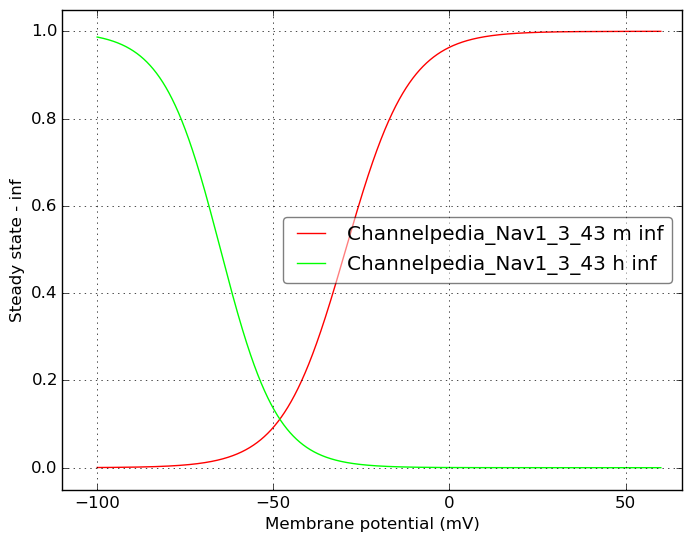 1.0
0.8
0.6
0.4
0.2
0.0
Steady state - inf
Channelpedia_Nav1_3_43 m inf
Channelpedia_Nav1_3_43 h inf
−100
−50
0
50
Membrane potential (mV)